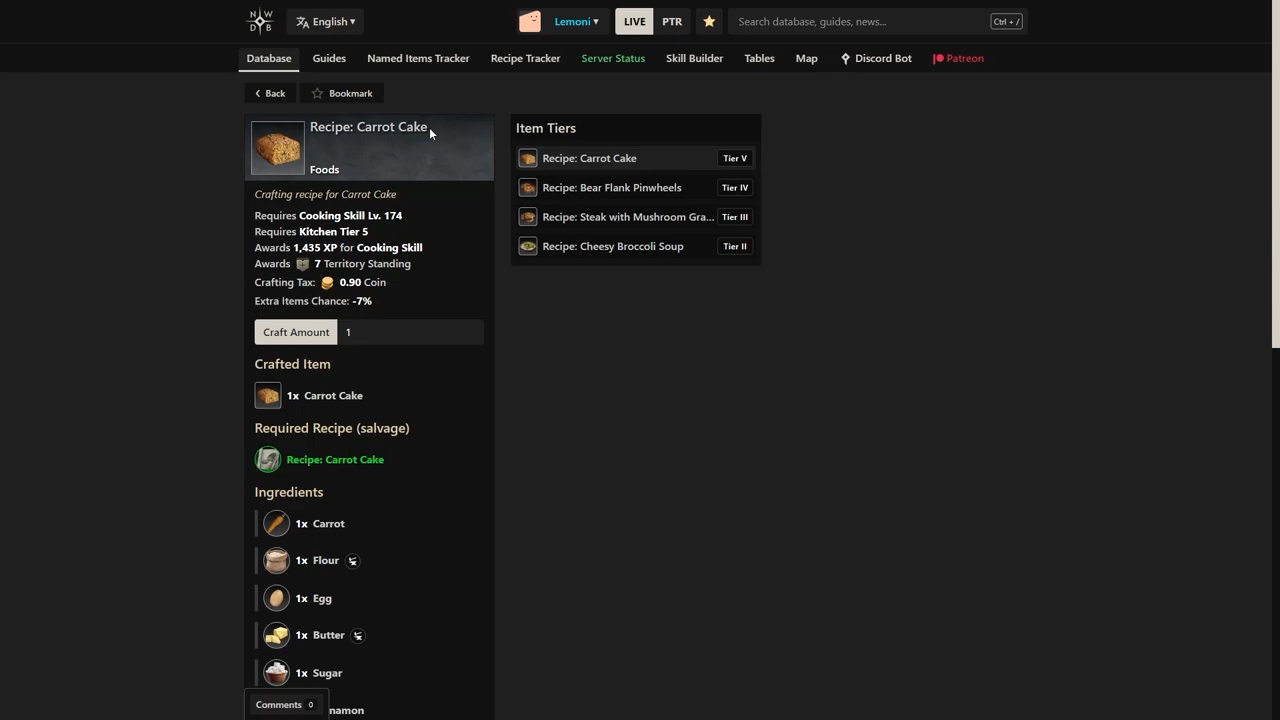 NW
DB
English ▾
Lemoni ▾
LIVE
PTR
Search database, guides, news...
Ctrl + /
Database
Guides
Named Items Tracker
Recipe Tracker
Server Status
Skill Builder
Tables
Map
Discord Bot
Patreon
Back
Bookmark
Recipe: Carrot Cake
Foods
Crafting recipe for Carrot Cake
Requires Cooking Skill Lv. 174
Requires Kitchen Tier 5
Awards 1,435 XP for Cooking Skill
Awards 7 Territory Standing
Crafting Tax: 0.90 Coin
Extra Items Chance: -7%
Craft Amount 1
Crafted Item
1x Carrot Cake
Required Recipe (salvage)
Recipe: Carrot Cake
Ingredients
1x Carrot
1x Flour
1x Egg
1x Butter
1x Sugar
namon
Comments 0
Item Tiers
Recipe: Carrot Cake Tier V
Recipe: Bear Flank Pinwheels Tier IV
Recipe: Steak with Mushroom Gra... Tier III
Recipe: Cheesy Broccoli Soup Tier II